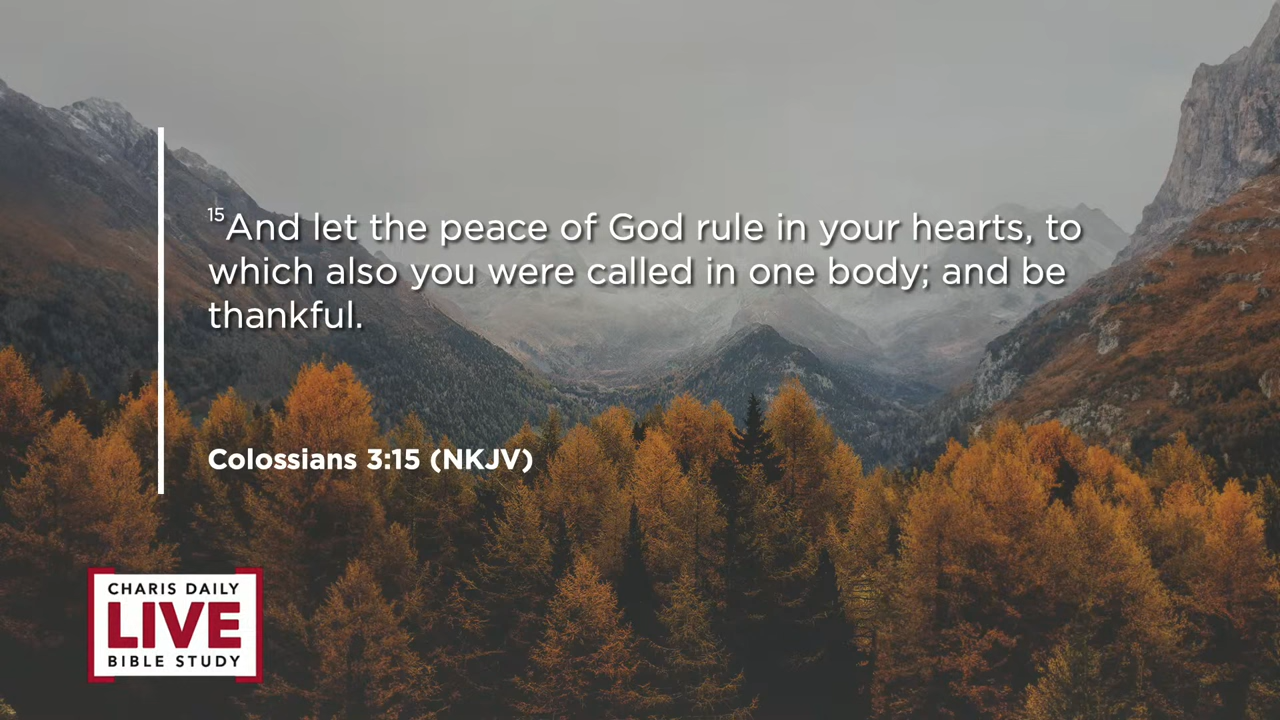 15And let the peace of God rule in your hearts, to
which also you were called in one body; and be
thankful.
Colossians 3:15 (NKJV)
CHARIS DAILY
LIVE
BIBLE STUDY